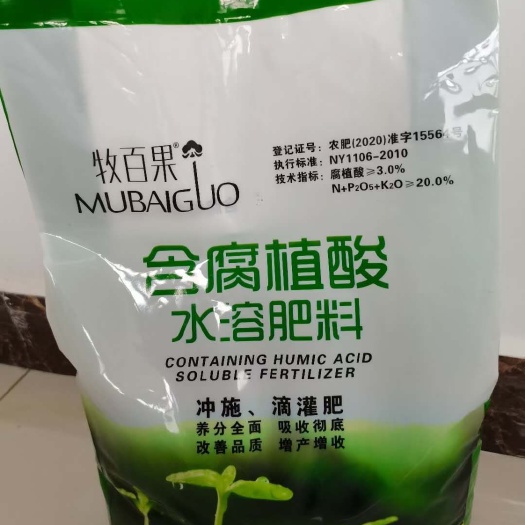 牧百果®
MUBAIGUO
登记证号：农肥(2020)准字15564号
执行标准：NY1106-2010
技术指标：腐植酸≥3.0%
N+P₂O₅+K₂O≥20.0%
含腐植酸
水溶肥料
CONTAINING HUMIC ACID
SOLUBLE FERTILIZER
冲施、滴灌肥
养分全面 吸收彻底
改善品质 增产增收